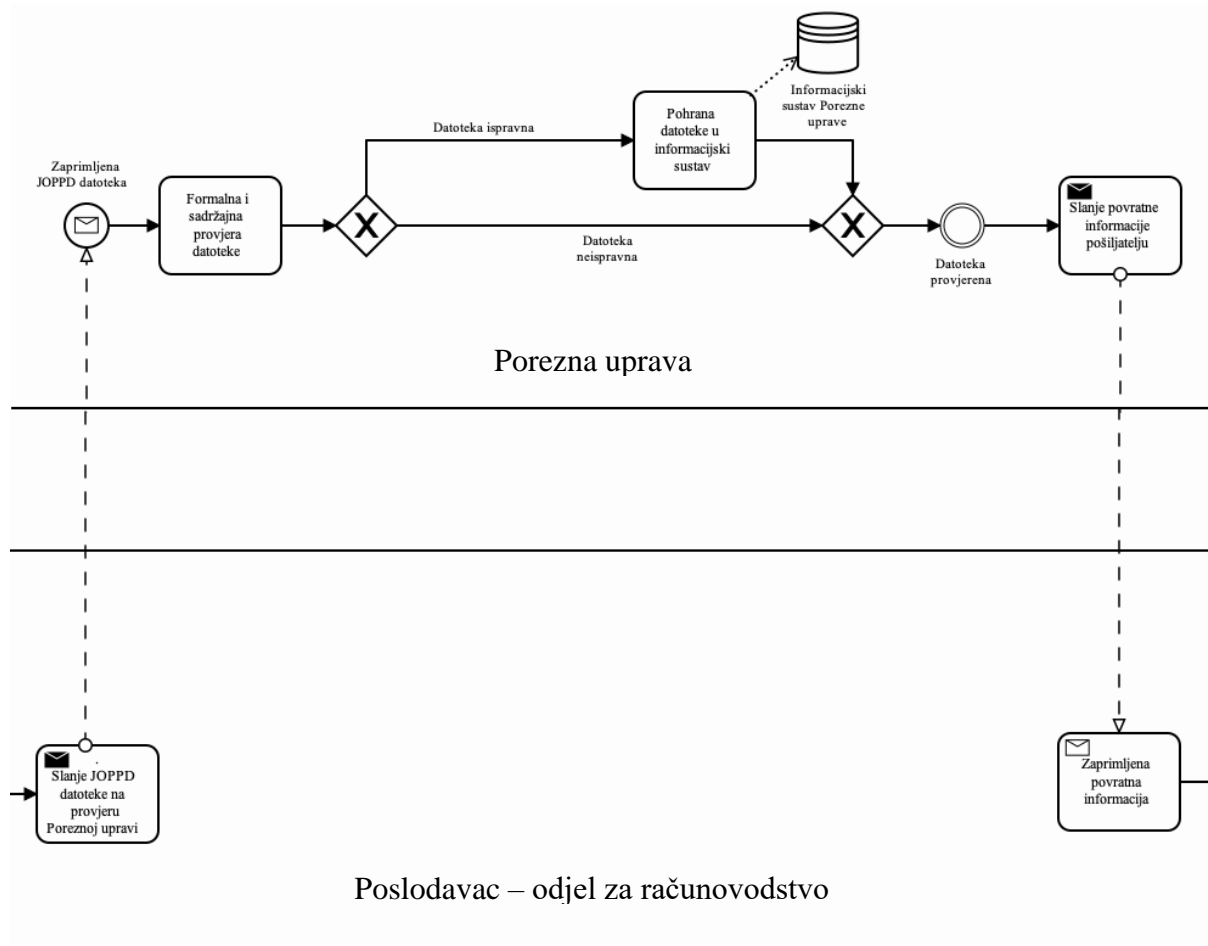 Informacijski
sustav Porezne
uprave
Pohrana
datoteke u
informacijski
sustav
Datoteka ispravna
Zaprimljena
JOPPD datoteka
Formalna i
sadržajna
provjera
datoteke
X
X
Datoteka
neispravna
Datoteka
provjerena
Slanje povratne
informacije
pošiljatelju
Porezna uprava
Slanje JOPPD
datoteke na
provjeru
Poreznoj upravi
Zaprimljena
povratna
informacija
Poslodavac – odjel za računovodstvo